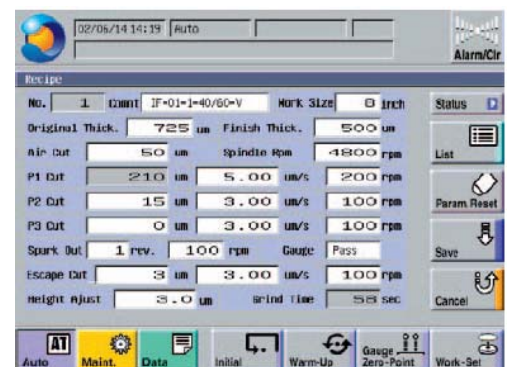 02/06/14 14:19 Auto
Alarm/Clr
Recipe
No. 1 Comnt IF-01-1-40/60-V Work Size 8 inch
Status
Original Thick. 725 um Finish Thick. 500 um
Air Cut 50 um Spindle Rpm 4800 rpm
List
P1 Cut 210 um 5.00 um/s 200 rpm
P2 Cut 15 um 3.00 um/s 100 rpm
Param.Reset
P3 Cut 0 um 3.00 um/s 100 rpm
Spark Out 1 rev. 100 rpm Gauge Pass
Save
Escape Cut 3 um 3.00 um/s 100 rpm
Height Ajust 3.0 um Grind Time 58 sec
Cancel
AT
Auto Maint. Data Initial Warm-Up Gauge Zero-Point Work-Set